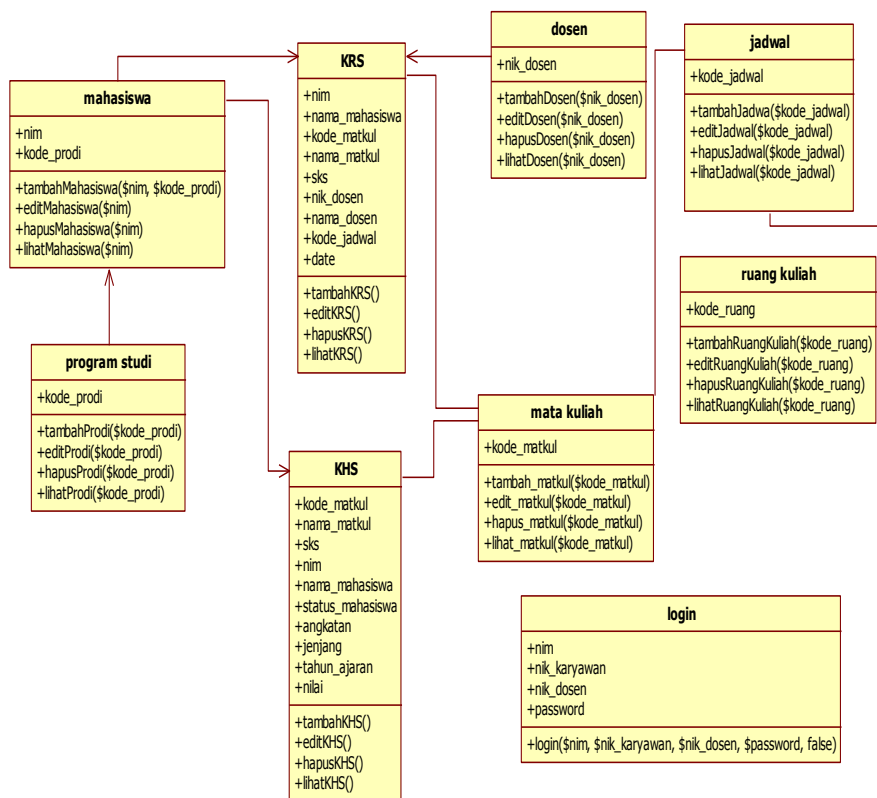 mahasiswa
+nim
+kode_prodi
+tambahMahasiswa($nim, $kode_prodi)
+editMahasiswa($nim)
+hapusMahasiswa($nim)
+lihatMahasiswa($nim)
program studi
+kode_prodi
+tambahProdi($kode_prodi)
+editProdi($kode_prodi)
+hapusProdi($kode_prodi)
+lihatProdi($kode_prodi)
KRS
+nim
+nama_mahasiswa
+kode_matkul
+nama_matkul
+sks
+nik_dosen
+nama_dosen
+kode_jadwal
+date
+tambahKRS()
+editKRS()
+hapusKRS()
+lihatKRS()
KHS
+kode_matkul
+nama_matkul
+sks
+nim
+nama_mahasiswa
+status_mahasiswa
+angkatan
+jenjang
+tahun_ajaran
+nilai
+tambahKHS()
+editKHS()
+hapusKHS()
+lihatKHS()
dosen
+nik_dosen
+tambahDosen($nik_dosen)
+editDosen($nik_dosen)
+hapusDosen($nik_dosen)
+lihatDosen($nik_dosen)
mata kuliah
+kode_matkul
+tambah_matkul($kode_matkul)
+edit_matkul($kode_matkul)
+hapus_matkul($kode_matkul)
+lihat_matkul($kode_matkul)
jadwal
+kode_jadwal
+tambahJadwa($kode_jadwal)
+editJadwal($kode_jadwal)
+hapusJadwal($kode_jadwal)
+lihatJadwal($kode_jadwal)
ruang kuliah
+kode_ruang
+tambahRuangKuliah($kode_ruang)
+editRuangKuliah($kode_ruang)
+hapusRuangKuliah($kode_ruang)
+lihatRuangKuliah($kode_ruang)
login
+nim
+nik_karyawan
+nik_dosen
+password
+login($nim, $nik_karyawan, $nik_dosen, $password, false)